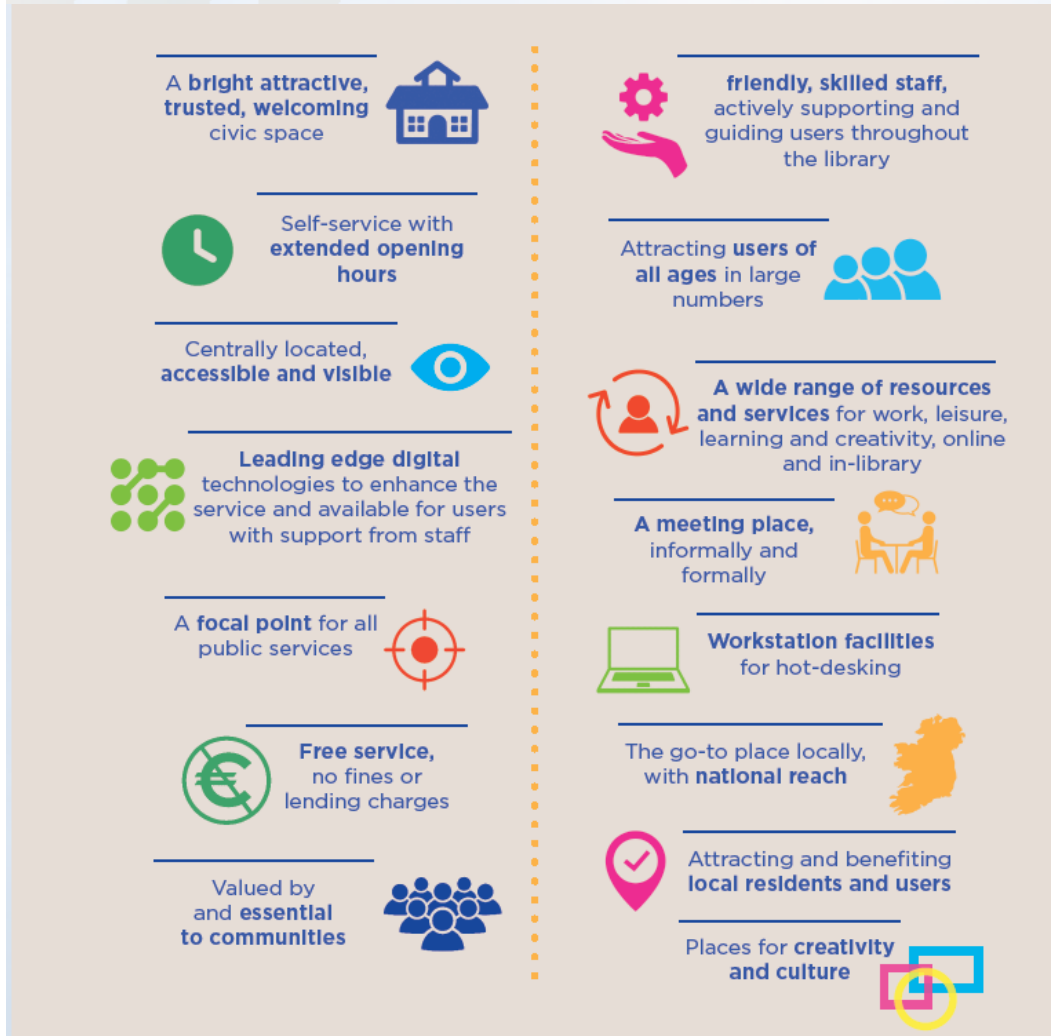 A bright attractive,
trusted, welcoming
civic space
Self-service with
extended opening
hours
Centrally located,
accessible and visible
Leading edge digital
technologies to enhance the
service and available for users
with support from staff
A focal point for all
public services
Free service,
no fines or
lending charges
Valued by
and essential
to communities
friendly, skilled staff,
actively supporting and
guiding users throughout
the library
Attracting users of
all ages in large
numbers
A wide range of resources
and services for work, leisure,
learning and creativity, online
and in-library
A meeting place,
informally and
formally
Workstation facilities
for hot-desking
The go-to place locally,
with national reach
Attracting and benefiting
local residents and users
Places for creativity
and culture